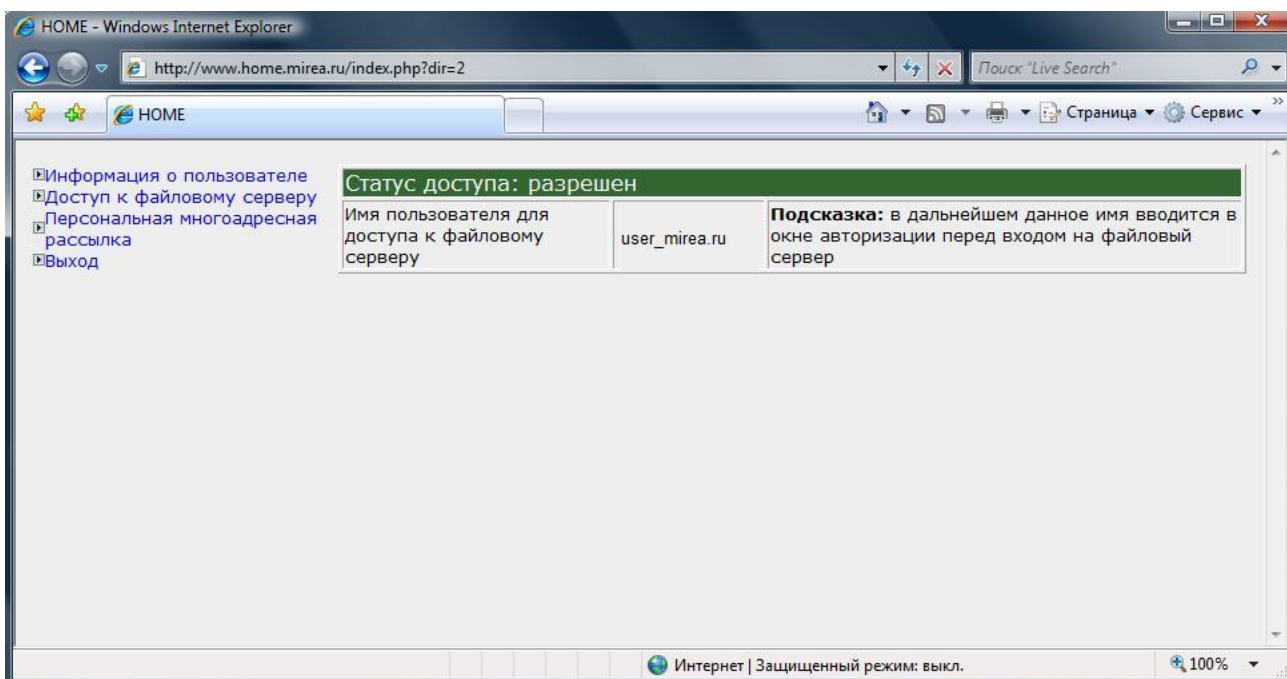 HOME - Windows Internet Explorer
http://www.home.mirea.ru/index.php?dir=2
Поиск "Live Search"
HOME
Страница
Сервис
Информация о пользователе
Доступ к файловому серверу
Персональная многоадресная
рассылка
Выход
Статус доступа: разрешен
Имя пользователя для
доступа к файловому
серверу
user_mirea.ru
Подсказка: в дальнейшем данное имя вводится в
окне авторизации перед входом на файловый
сервер
Интернет | Защищенный режим: выкл.
100%